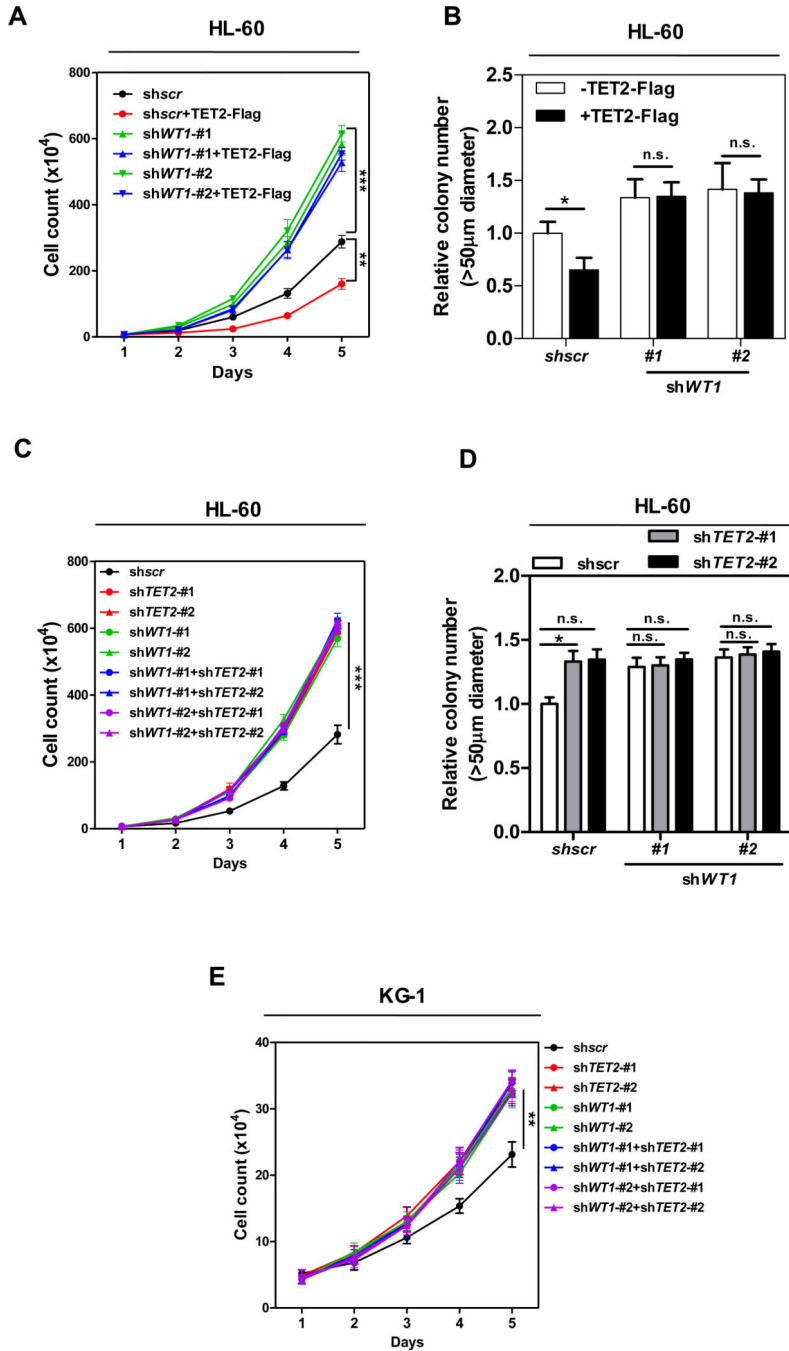 A
HL-60
800
600
400
200
0
Cell count (x10⁴)
shscr
shscr+TET2-Flag
shWT1-#1
shWT1-#1+TET2-Flag
shWT1-#2
shWT1-#2+TET2-Flag
***
**
1 2 3 4 5
Days
B
HL-60
2.5
2.0
1.5
1.0
0.5
0.0
Relative colony number
(>50μm diameter)
-TET2-Flag
+TET2-Flag
*
n.s.
n.s.
shscr #1 #2
shWT1
C
HL-60
800
600
400
200
0
Cell count (x10⁴)
shscr
shTET2-#1
shTET2-#2
shWT1-#1
shWT1-#2
shWT1-#1+shTET2-#1
shWT1-#1+shTET2-#2
shWT1-#2+shTET2-#1
shWT1-#2+shTET2-#2
***
1 2 3 4 5
Days
D
HL-60
shscr
shTET2-#1
shTET2-#2
2.0
1.5
1.0
0.5
0.0
Relative colony number
(>50μm diameter)
n.s.
*
n.s.
n.s.
n.s.
n.s.
shscr #1 #2
shWT1
E
KG-1
40
30
20
10
0
Cell count (x10⁴)
shscr
shTET2-#1
shTET2-#2
shWT1-#1
shWT1-#2
shWT1-#1+shTET2-#1
shWT1-#1+shTET2-#2
shWT1-#2+shTET2-#1
shWT1-#2+shTET2-#2
**
1 2 3 4 5
Days